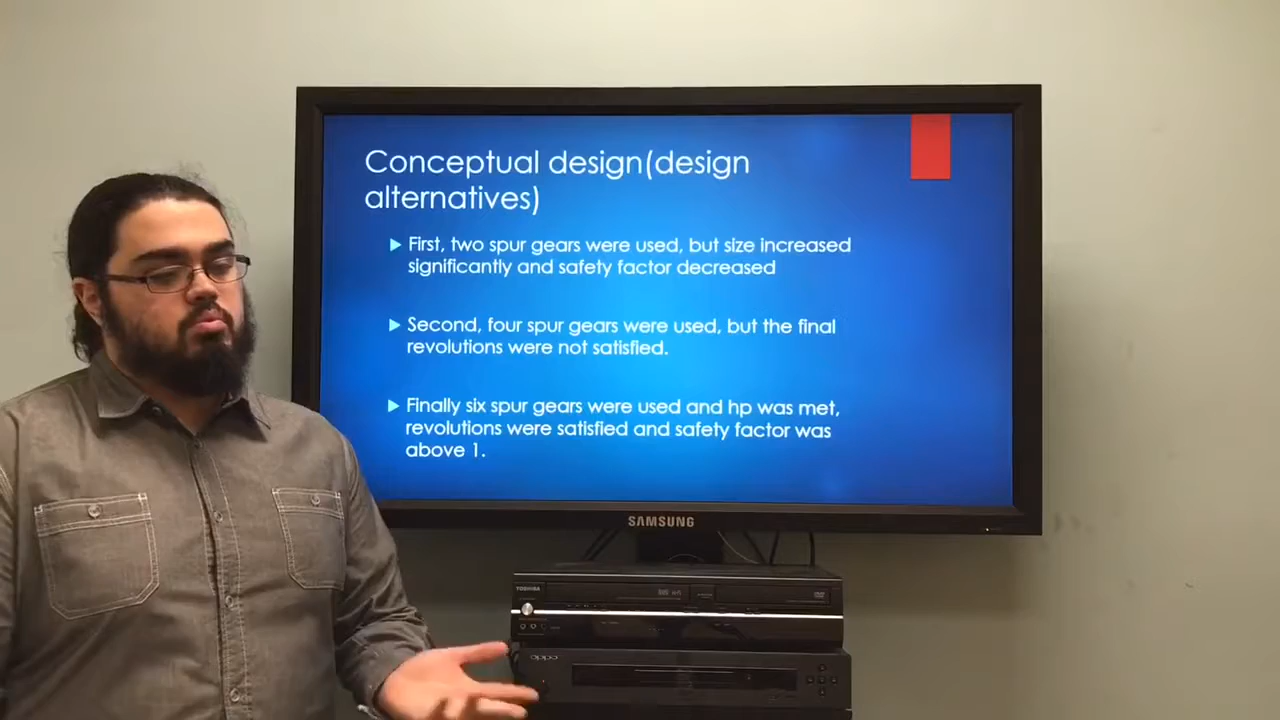 Conceptual design(design
alternatives)
First, two spur gears were used, but size increased
significantly and safety factor decreased
Second, four spur gears were used, but the final
revolutions were not satisfied.
Finally six spur gears were used and hp was met,
revolutions were satisfied and safety factor was
above 1.
SAMSUNG
TOSHIBA
oppo